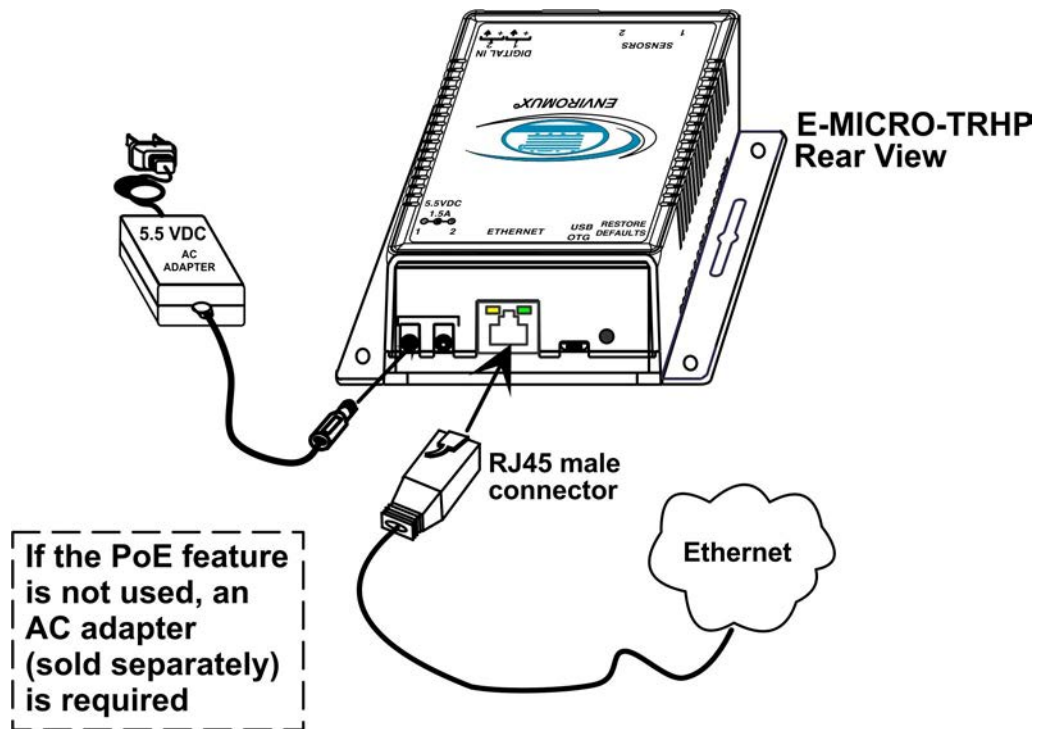 DIGITAL IN
1 2
SENSORS
1 2
ENVIROMUX®
E-MICRO-TRHP
Rear View
5.5VDC
1.5A
1 2
ETHERNET
USB
OTG
RESTORE
DEFAULTS
5.5 VDC
AC
ADAPTER
RJ45 male
connector
Ethernet
If the PoE feature
is not used, an
AC adapter
(sold separately)
is required